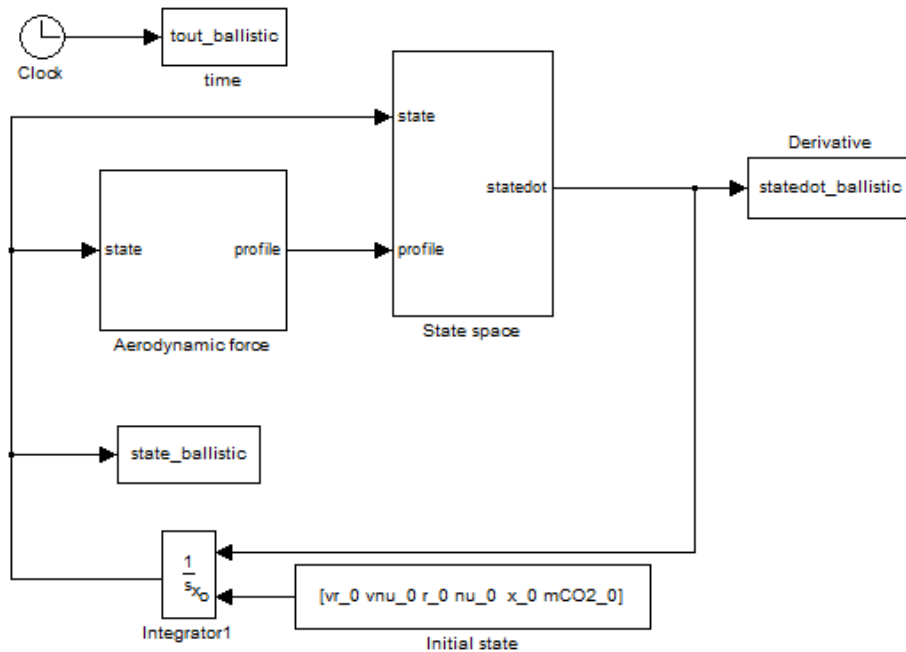 tout_ballistic
Clock
time
state
Derivative
statedot
statedot_ballistic
state
profile
profile
State space
Aerodynamic force
state_ballistic
1
s
xo
[vr_0 vnu_0 r_0 nu_0 x_0 mCO2_0]
Integrator1
Initial state